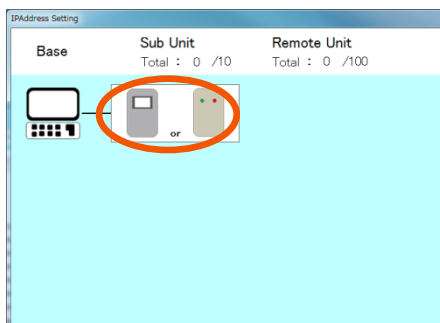 IPAddress Setting
Base
Sub Unit
Total : 0 /10
Remote Unit
Total : 0 /100
or